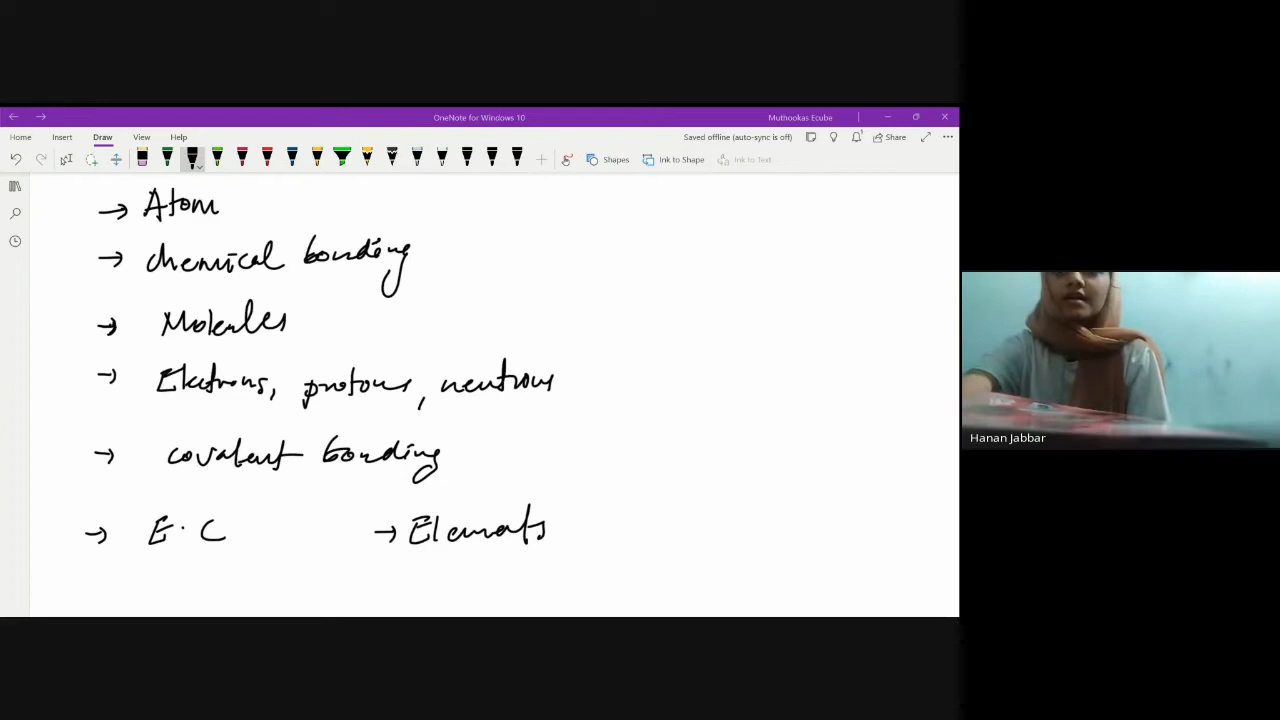 OneNote for Windows 10
Muthookas Ecube
Home Insert Draw View Help
Saved offline (auto-sync is off) Share
Shapes Ink to Shape Ink to Text
→ Atom
→ chemical bonding
→ Molecules
→ Electrons, protons, neutrons
→ covalent bonding
→ E.C → Elements
Hanan Jabbar